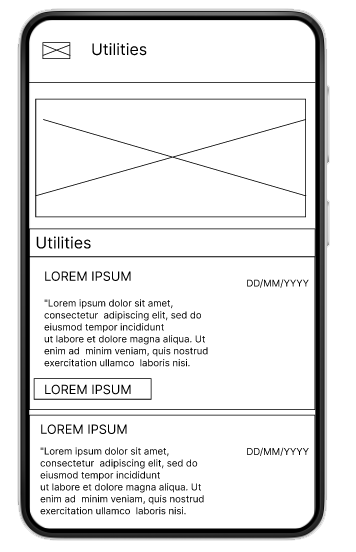 Utilities
Utilities
LOREM IPSUM
DD/MM/YYYY
"Lorem ipsum dolor sit amet,
consectetur adipiscing elit, sed do
eiusmod tempor incididunt
ut labore et dolore magna aliqua. Ut
enim ad minim veniam, quis nostrud
exercitation ullamco laboris nisi.
LOREM IPSUM
LOREM IPSUM
DD/MM/YYYY
"Lorem ipsum dolor sit amet,
consectetur adipiscing elit, sed do
eiusmod tempor incididunt
ut labore et dolore magna aliqua. Ut
enim ad minim veniam, quis nostrud
exercitation ullamco laboris nisi.